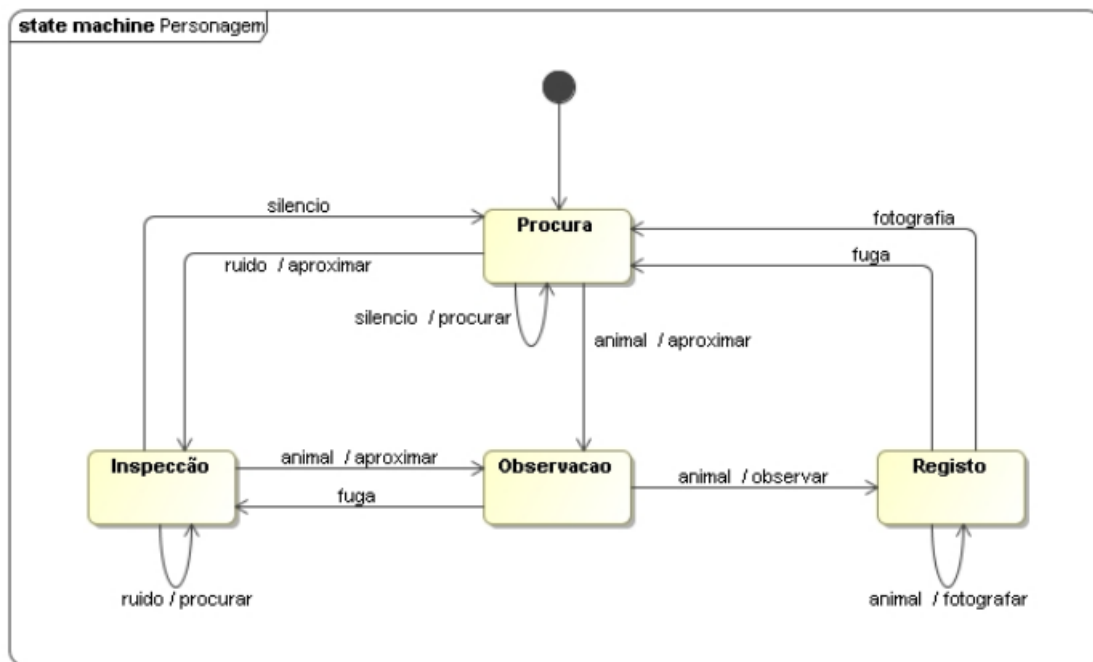 state machine Personagem
silencio
Procura
fotografia
ruido / aproximar
fuga
silencio / procurar
animal / aproximar
Inspeccão
animal / aproximar
Observacao
animal / observar
Registo
fuga
ruido / procurar
animal / fotografar